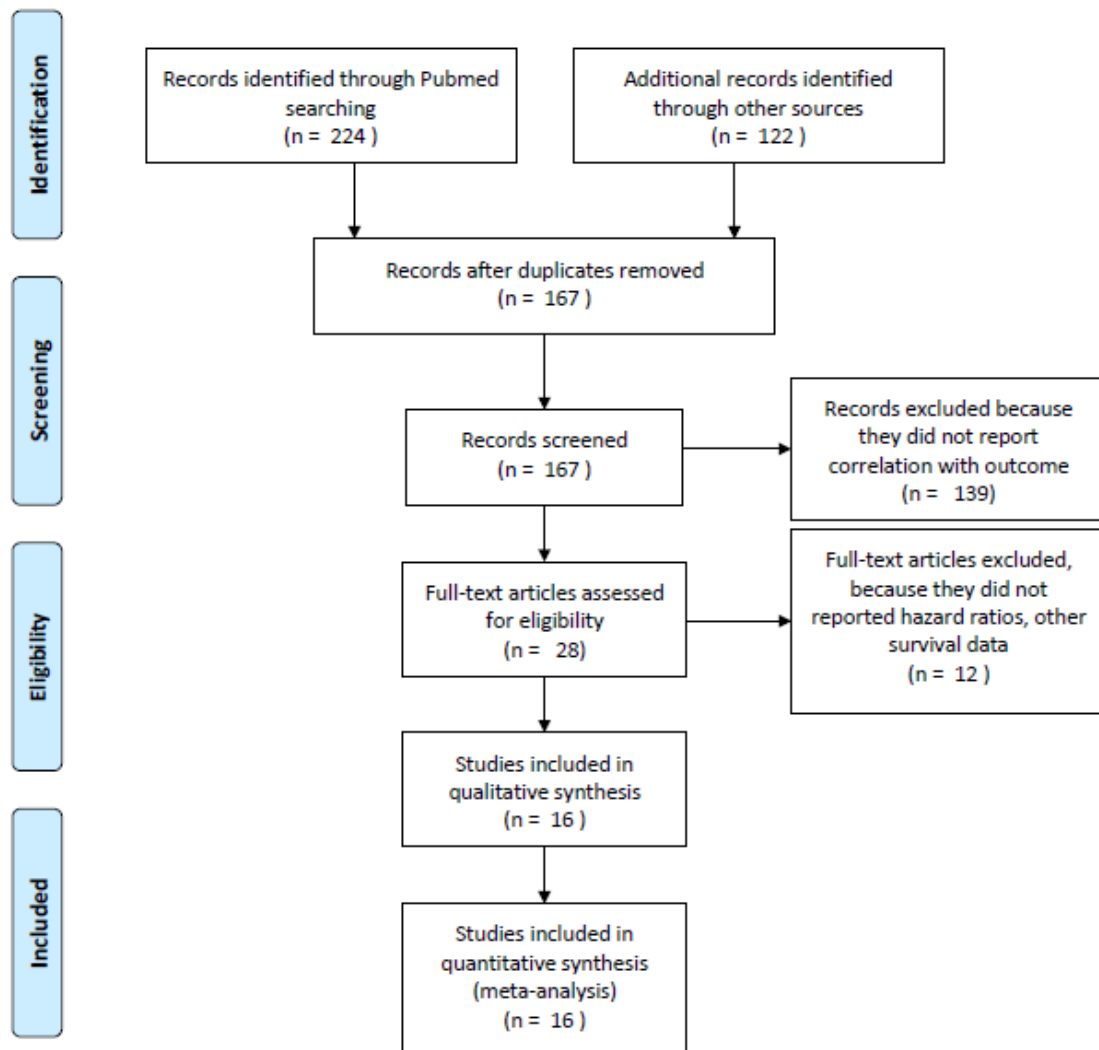 Identification
Records identified through Pubmed
searching
(n = 224 )
Additional records identified
through other sources
(n = 122 )
Records after duplicates removed
(n = 167 )
Screening
Records screened
(n = 167 )
Records excluded because
they did not report
correlation with outcome
(n = 139)
Eligibility
Full-text articles assessed
for eligibility
(n = 28)
Full-text articles excluded,
because they did not
reported hazard ratios, other
survival data
(n = 12 )
Studies included in
qualitative synthesis
(n = 16 )
Included
Studies included in
quantitative synthesis
(meta-analysis)
(n = 16 )